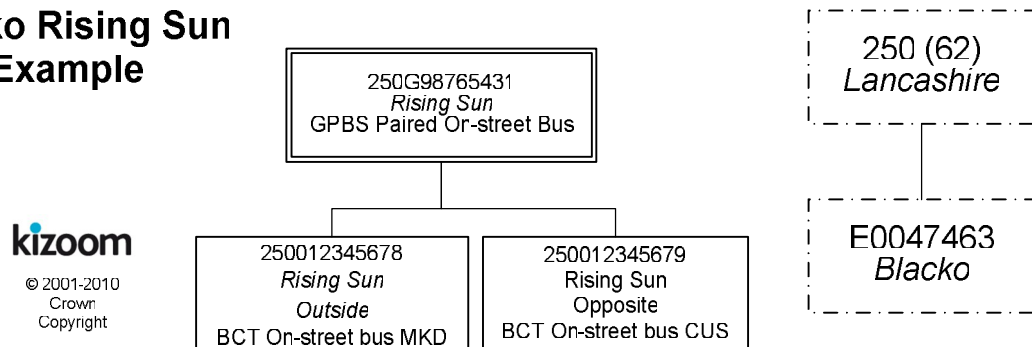 ko Rising Sun
Example
250G98765431
Rising Sun
GPBS Paired On-street Bus
250 (62)
Lancashire
kizoom
© 2001-2010
Crown
Copyright
250012345678
Rising Sun
Outside
BCT On-street bus MKD
250012345679
Rising Sun
Opposite
BCT On-street bus CUS
E0047463
Blacko